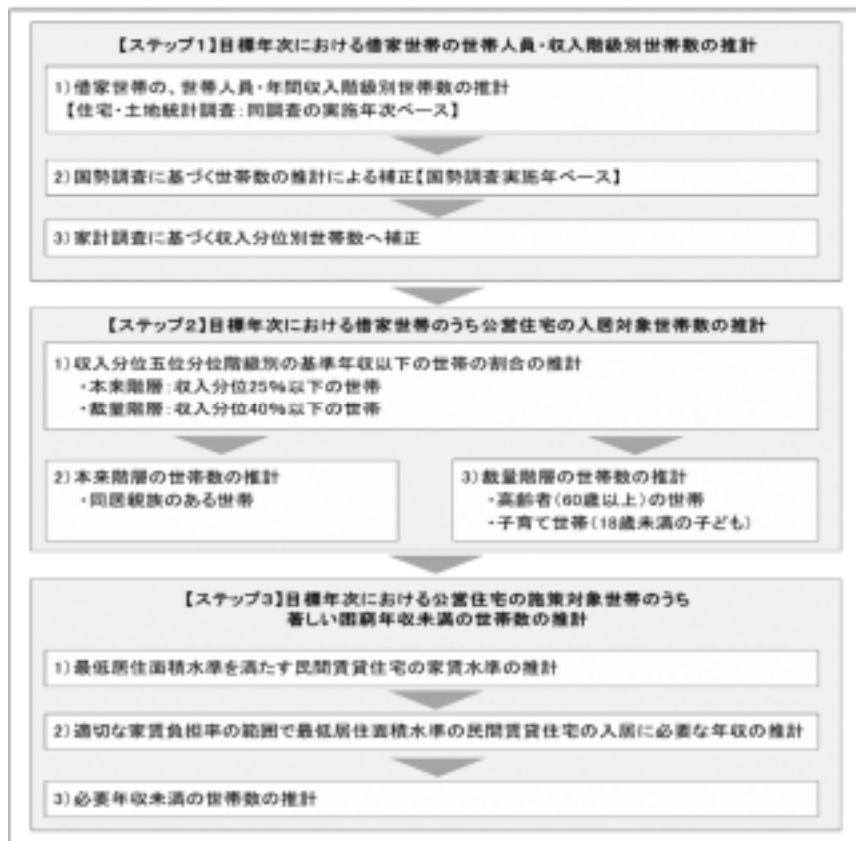 【ステップ1】目標年次における借家世帯の世帯人員・収入階級別世帯数の推計
1)借家世帯の、世帯人員・年間収入階級別世帯数の推計
【住宅・土地統計調査:同調査の実施年次ベース】
2)国勢調査に基づく世帯数の推計による補正【国勢調査実施年ベース】
3)家計調査に基づく収入分位別世帯数へ補正
【ステップ2】目標年次における借家世帯のうち公営住宅の入居対象世帯数の推計
1)収入分位五位分位階級別の基準年収以下の世帯の割合の推計
・本来階層:収入分位25%以下の世帯
・裁量階層:収入分位40%以下の世帯
2)本来階層の世帯数の推計
・同居親族のある世帯
3)裁量階層の世帯数の推計
・高齢者(60歳以上)の世帯
・子育て世帯(18歳未満の子ども)
【ステップ3】目標年次における公営住宅の施策対象世帯のうち
著しい困窮年収未満の世帯数の推計
1)最低居住面積水準を満たす民間賃貸住宅の家賃水準の推計
2)適切な家賃負担率の範囲で最低居住面積水準の民間賃貸住宅の入居に必要な年収の推計
3)必要年収未満の世帯数の推計